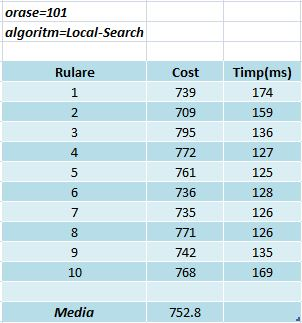 orase=101
algoritm=Local-Search
Rulare Cost Timp(ms)
1 739 174
2 709 159
3 795 136
4 772 127
5 761 125
6 736 128
7 735 126
8 771 126
9 742 135
10 768 169
Media 752.8